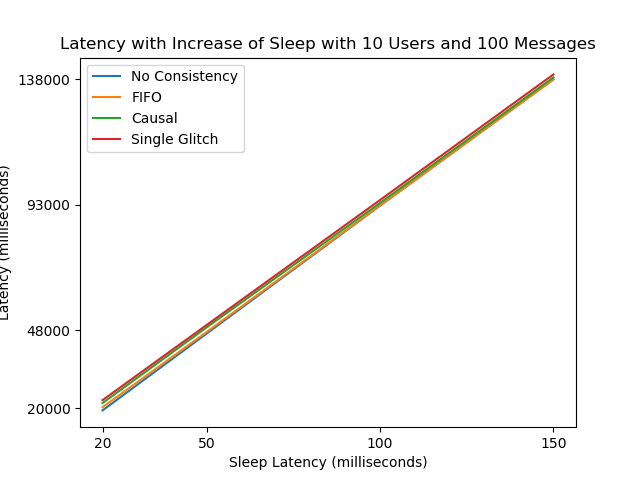 Latency with Increase of Sleep with 10 Users and 100 Messages
No Consistency
FIFO
Causal
Single Glitch
138000
93000
48000
20000
Latency (milliseconds)
20
50
100
150
Sleep Latency (milliseconds)